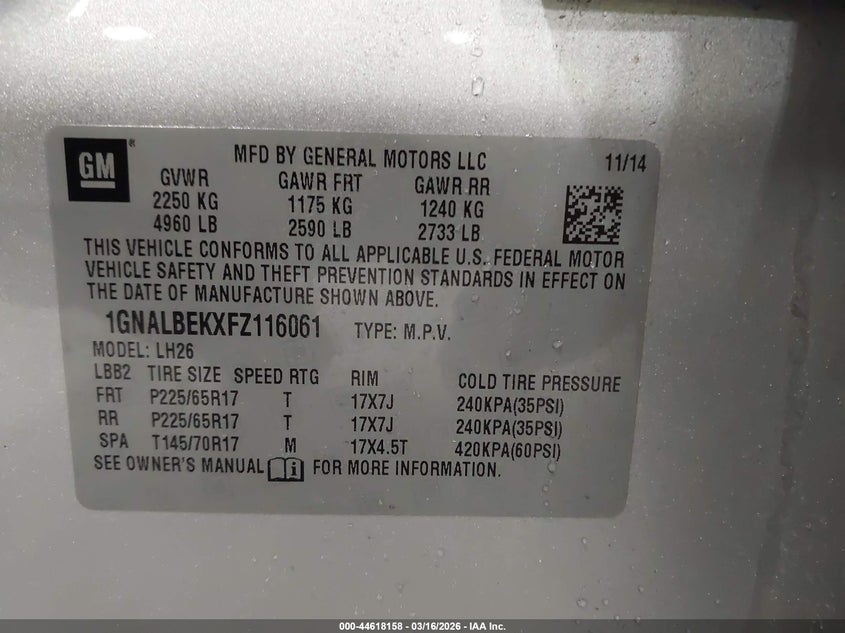 GM ®
MFD BY GENERAL MOTORS LLC 11/14
GVWR GAWR FRT GAWR RR
2250 KG 1175 KG 1240 KG
4960 LB 2590 LB 2733 LB
THIS VEHICLE CONFORMS TO ALL APPLICABLE U.S. FEDERAL MOTOR
VEHICLE SAFETY AND THEFT PREVENTION STANDARDS IN EFFECT ON
THE DATE OF MANUFACTURE SHOWN ABOVE.
1GNALBEKXFZ116061 TYPE: M.P.V.
MODEL: LH26
LBB2 TIRE SIZE SPEED RTG RIM COLD TIRE PRESSURE
FRT P225/65R17 T 17X7J 240KPA(35PSI)
RR P225/65R17 T 17X7J 240KPA(35PSI)
SPA T145/70R17 M 17X4.5T 420KPA(60PSI)
SEE OWNER'S MANUAL i FOR MORE INFORMATION.
000-44618158 - 03/16/2026 - IAA Inc.